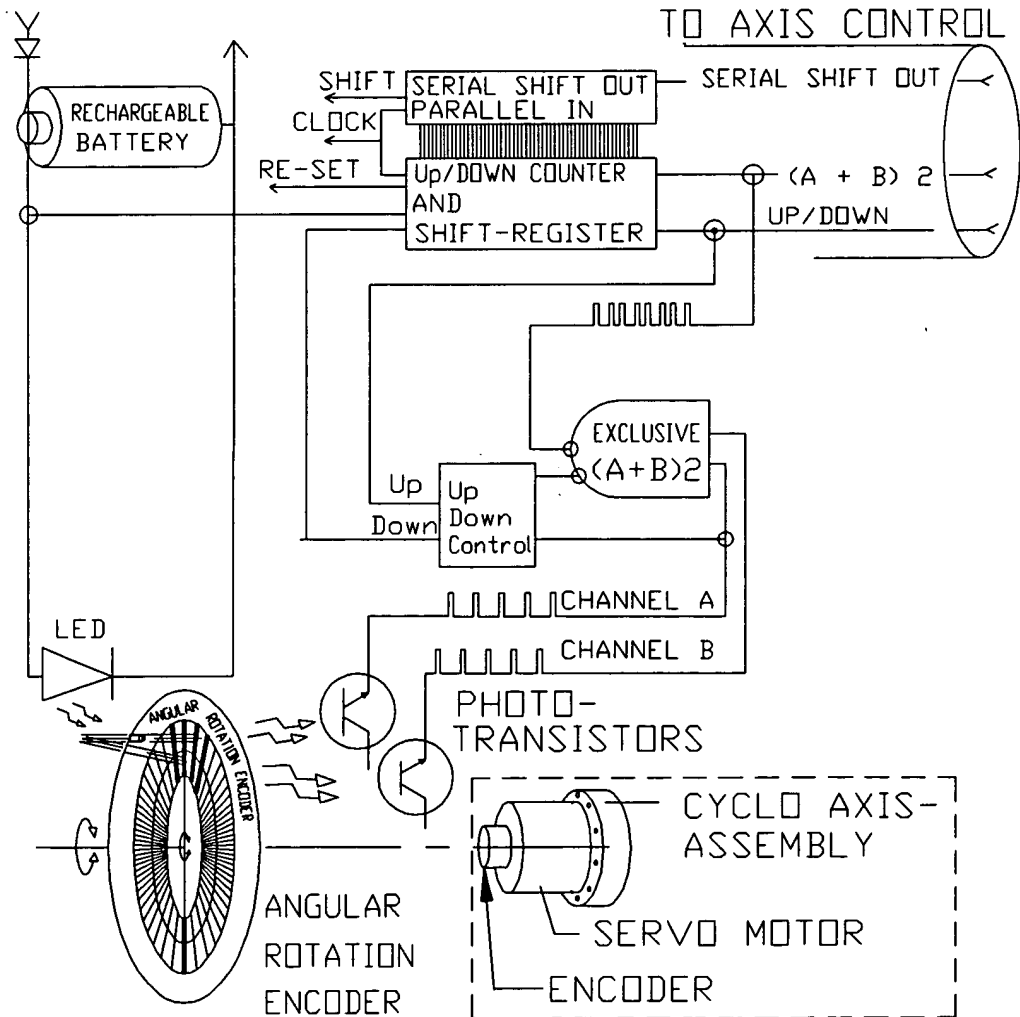 TO AXIS CONTROL
SHIFT
SERIAL SHIFT OUT
PARALLEL IN
SERIAL SHIFT OUT
RECHARGEABLE
BATTERY
CLOCK
RE-SET
Up/DOWN COUNTER
AND
SHIFT-REGISTER
(A + B) 2
UP/DOWN
EXCLUSIVE
(A+B)2
Up
Down
Up
Down
Control
CHANNEL A
CHANNEL B
LED
PHOTO-
TRANSISTORS
ANGULAR ROTATION ENCODER
CYCLO AXIS-
ASSEMBLY
SERVO MOTOR
ENCODER
ANGULAR
ROTATION
ENCODER